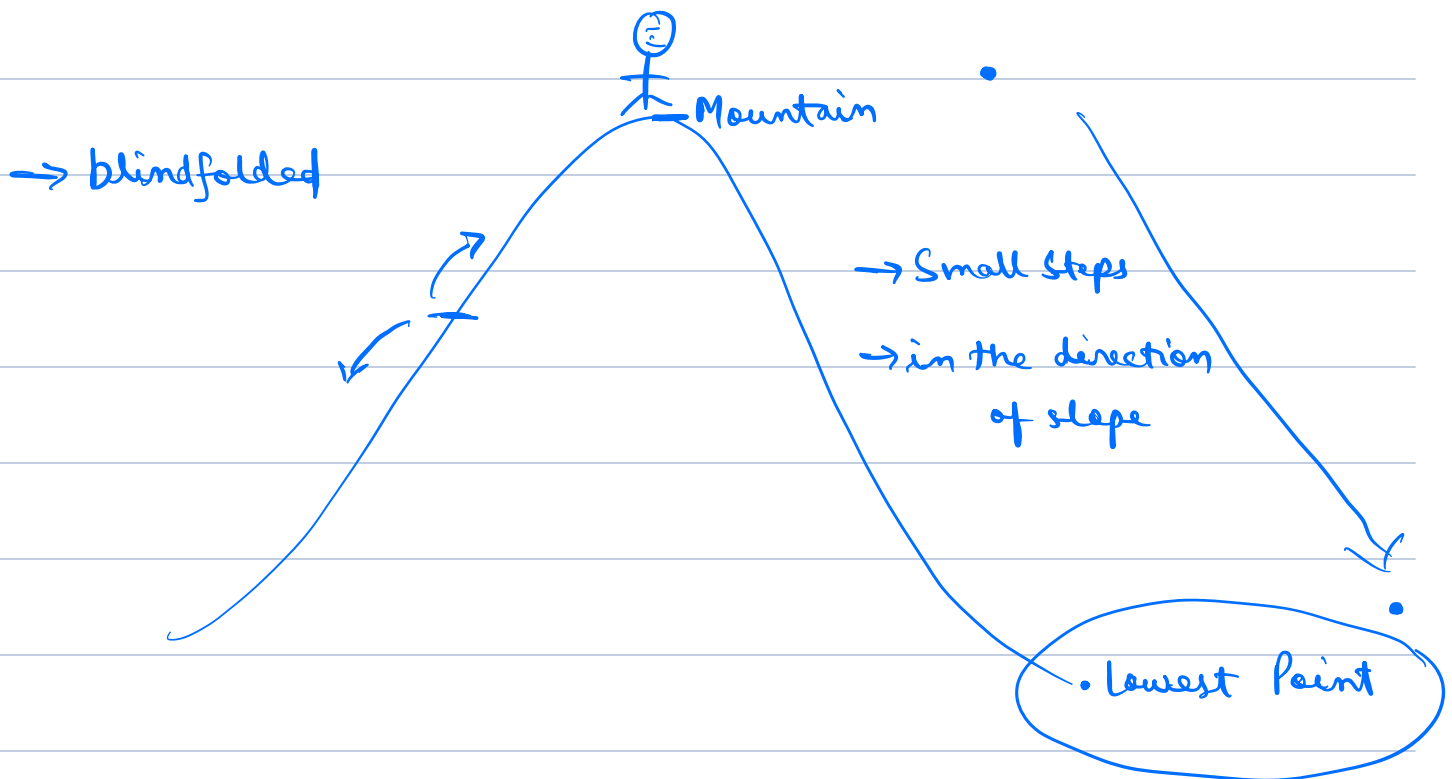 Mountain
→ blindfolded
→ Small Steps
→ in the direction
of slope
• Lowest Point